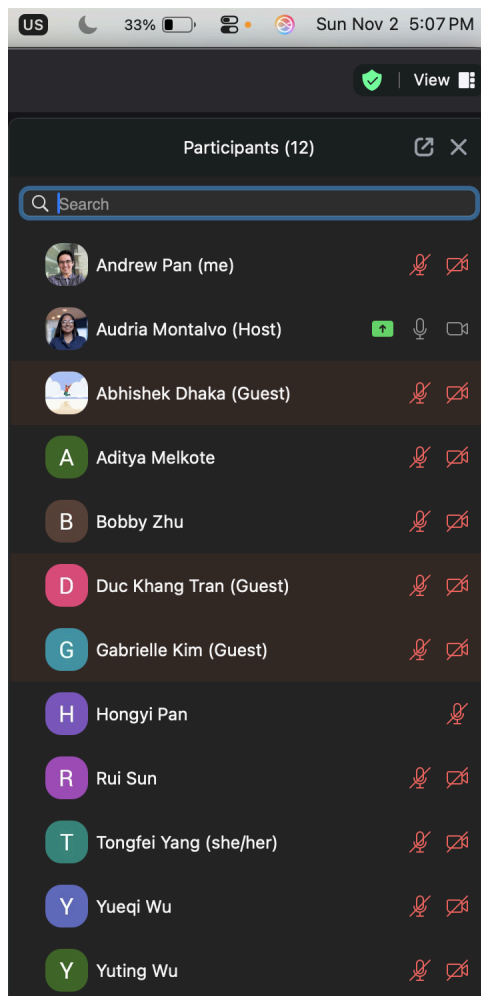 US 33% Sun Nov 2 5:07 PM
View
Participants (12)
Search
Andrew Pan (me)
Audria Montalvo (Host)
Abhishek Dhaka (Guest)
A Aditya Melkote
B Bobby Zhu
D Duc Khang Tran (Guest)
G Gabrielle Kim (Guest)
H Hongyi Pan
R Rui Sun
T Tongfei Yang (she/her)
Y Yueqi Wu
Y Yuting Wu